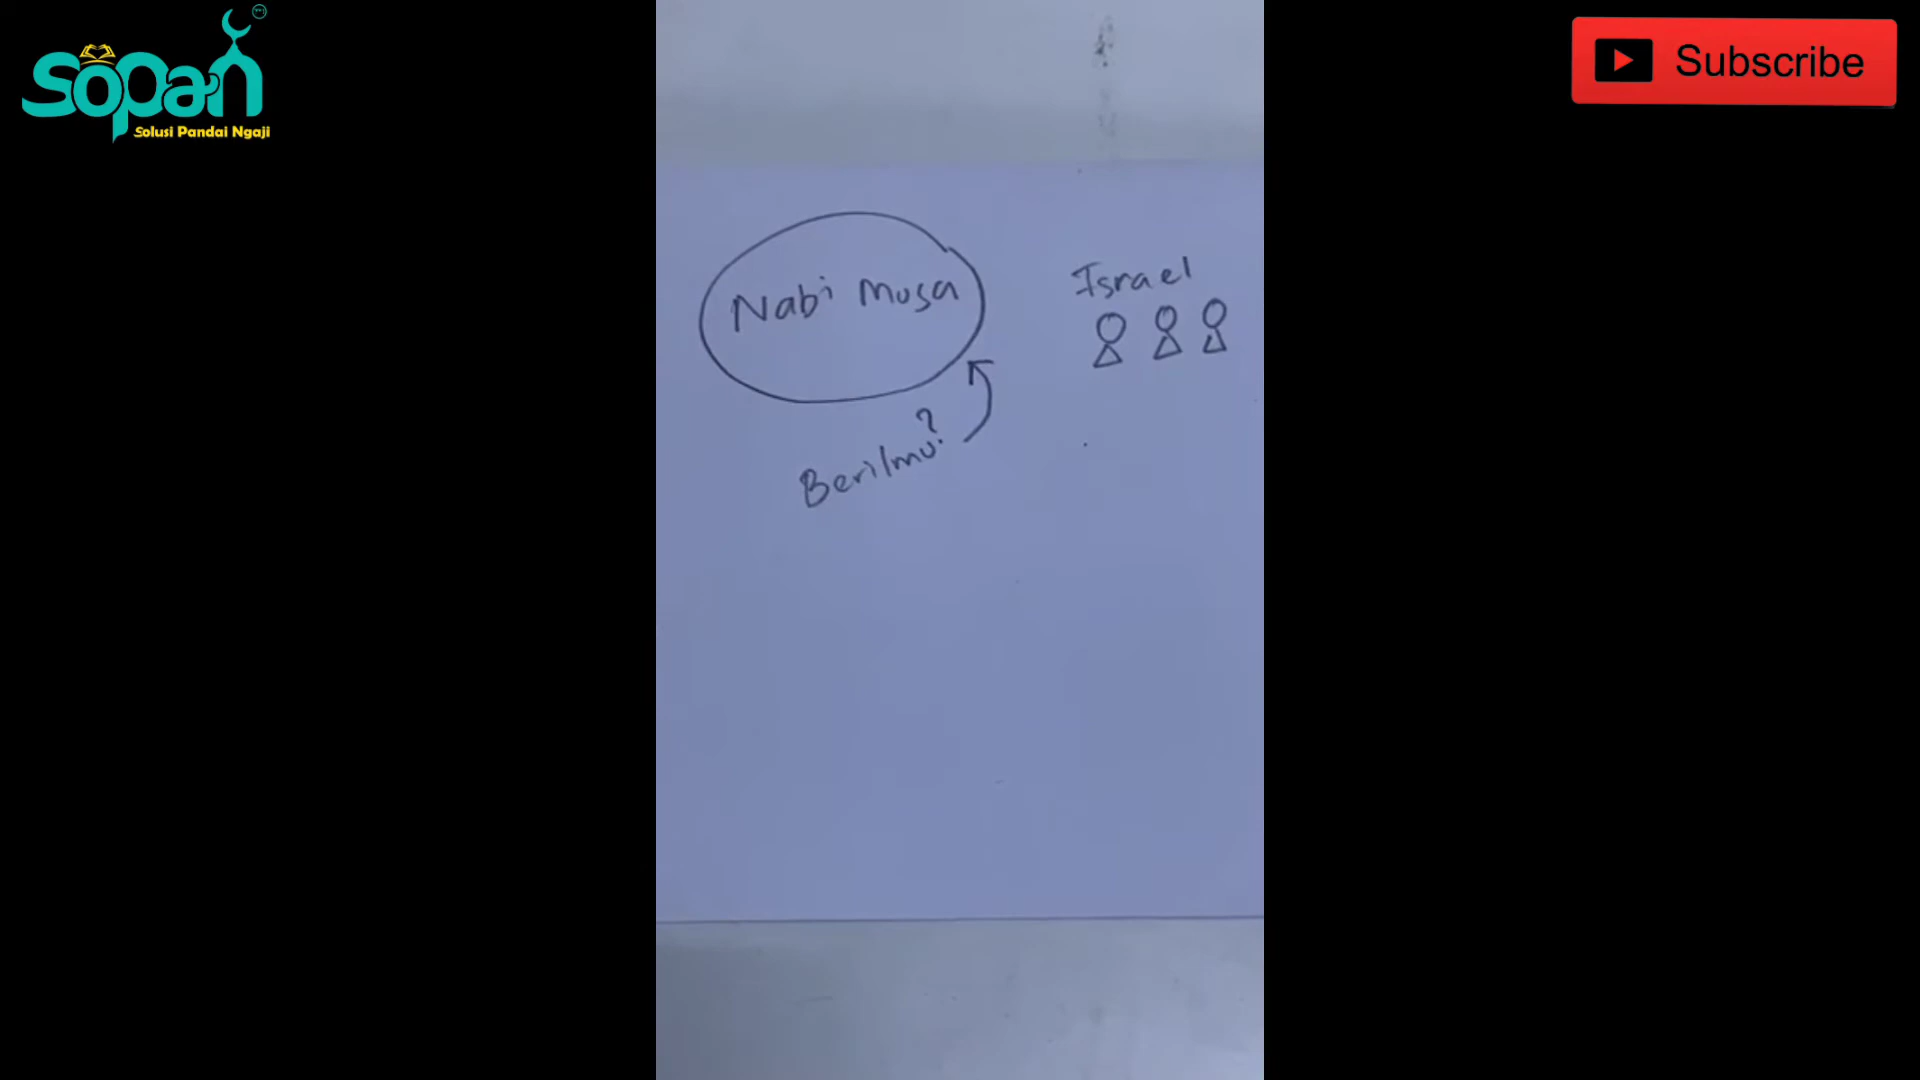 Sopan
Solusi Pandai Ngaji
Subscribe
Nabi Musa
Israel
Berilmu?